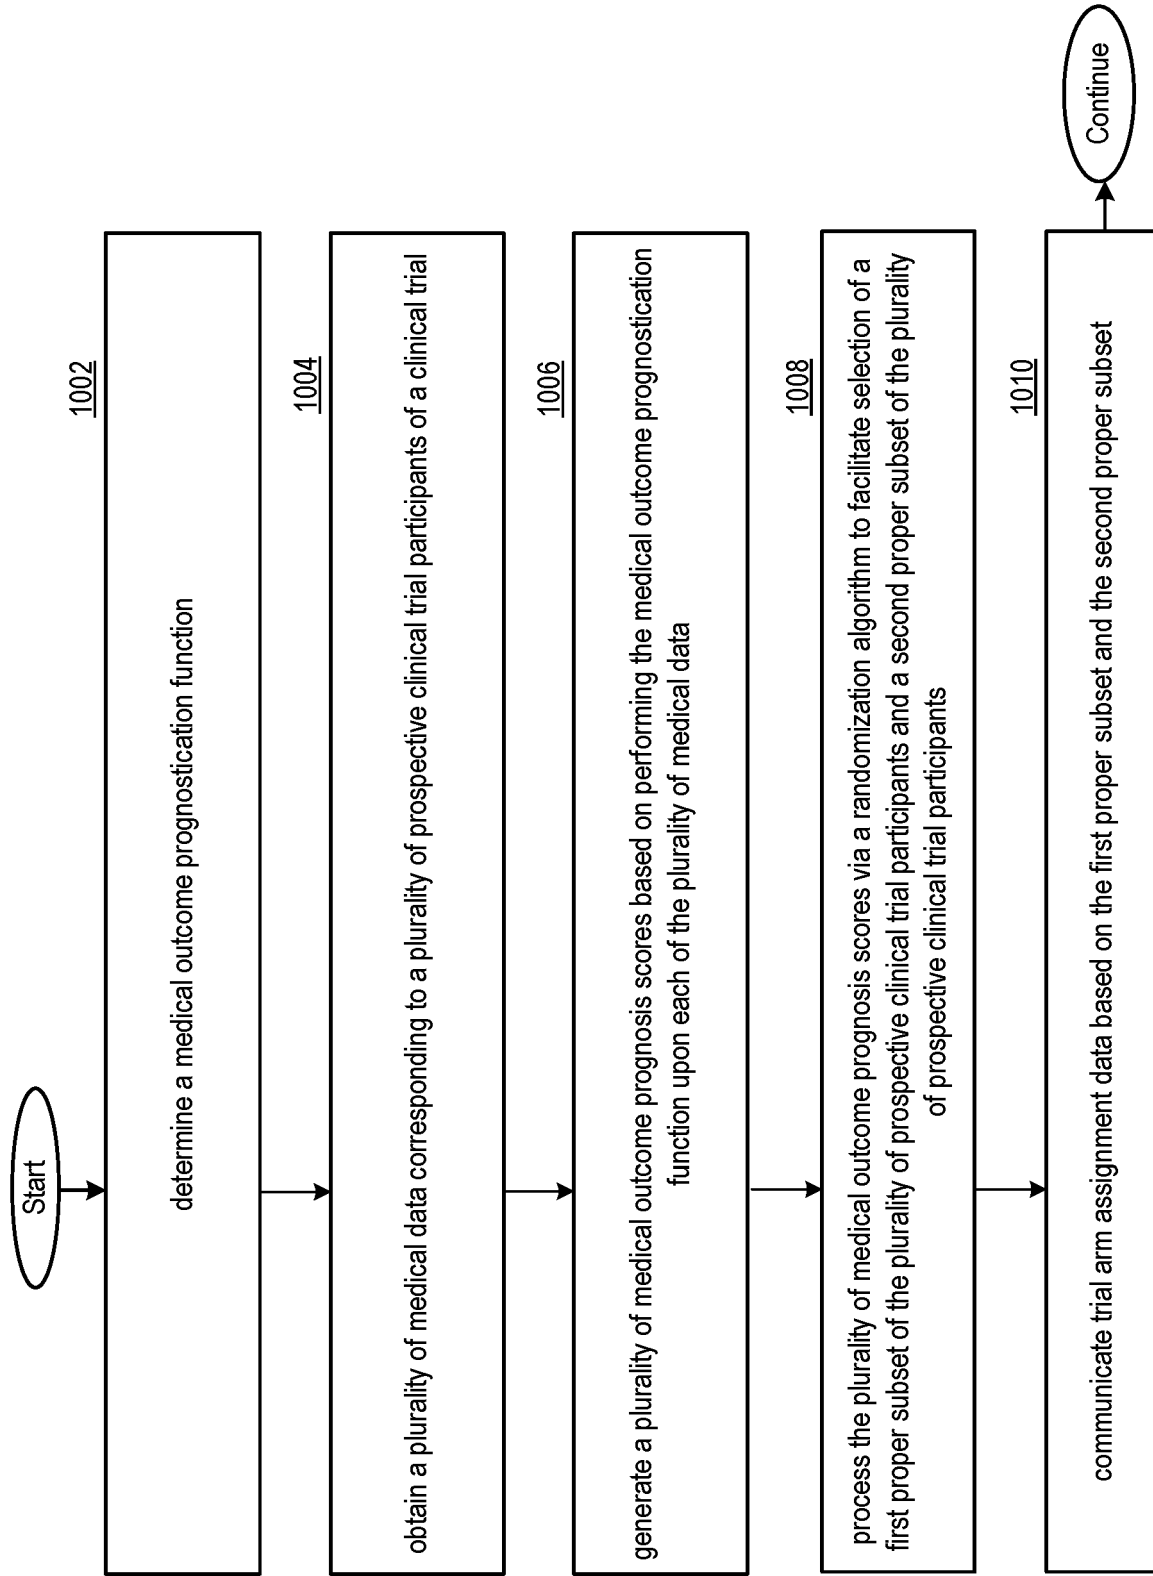 Start
1002
determine a medical outcome prognostication function
1004
obtain a plurality of medical data corresponding to a plurality of prospective clinical trial participants of a clinical trial
1006
generate a plurality of medical outcome prognosis scores based on performing the medical outcome prognostication
function upon each of the plurality of medical data
1008
process the plurality of medical outcome prognosis scores via a randomization algorithm to facilitate selection of a
first proper subset of the plurality of prospective clinical trial participants and a second proper subset of the plurality
of prospective clinical trial participants
1010
communicate trial arm assignment data based on the first proper subset and the second proper subset
Continue